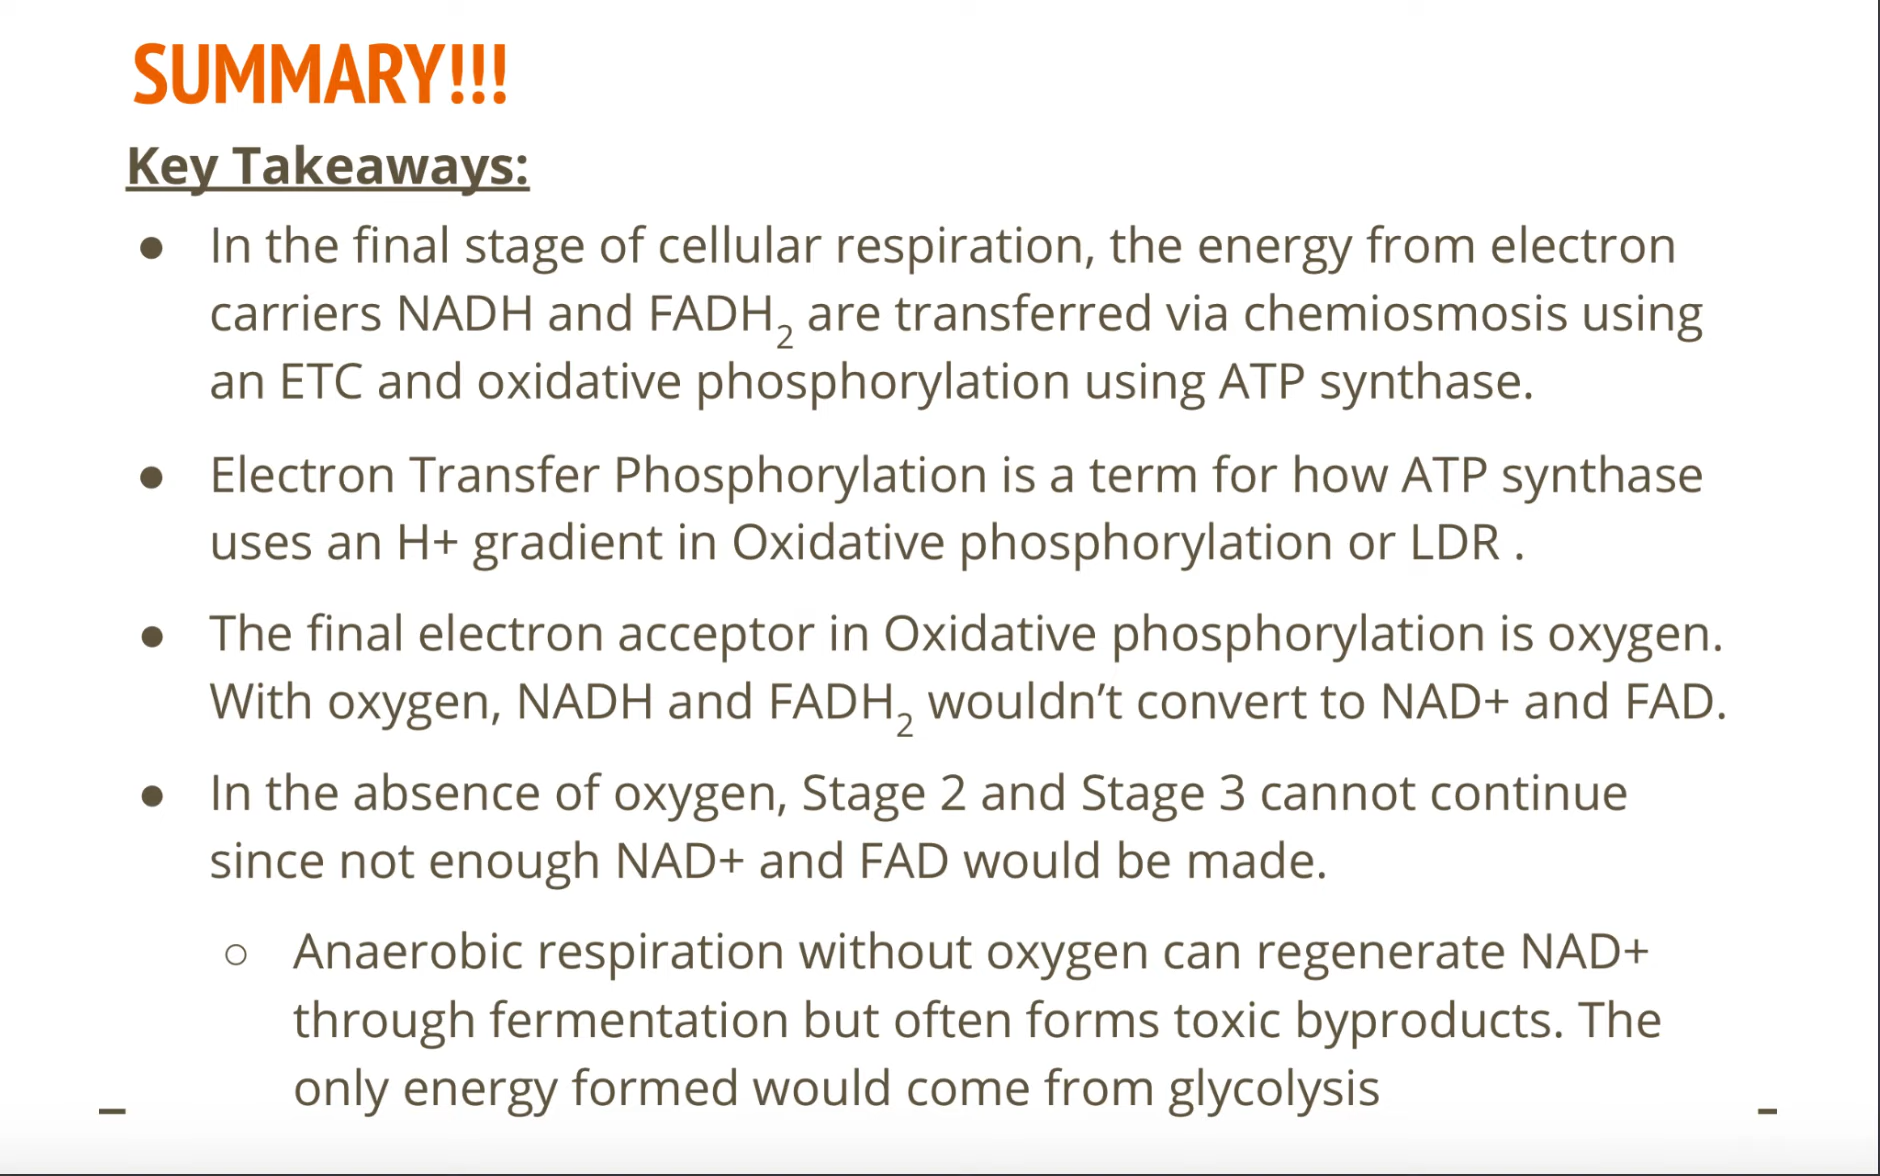 SUMMARY!!!
Key Takeaways:
● In the final stage of cellular respiration, the energy from electron
carriers NADH and FADH₂ are transferred via chemiosmosis using
an ETC and oxidative phosphorylation using ATP synthase.
● Electron Transfer Phosphorylation is a term for how ATP synthase
uses an H+ gradient in Oxidative phosphorylation or LDR .
● The final electron acceptor in Oxidative phosphorylation is oxygen.
With oxygen, NADH and FADH₂ wouldn’t convert to NAD+ and FAD.
● In the absence of oxygen, Stage 2 and Stage 3 cannot continue
since not enough NAD+ and FAD would be made.
○ Anaerobic respiration without oxygen can regenerate NAD+
through fermentation but often forms toxic byproducts. The
only energy formed would come from glycolysis